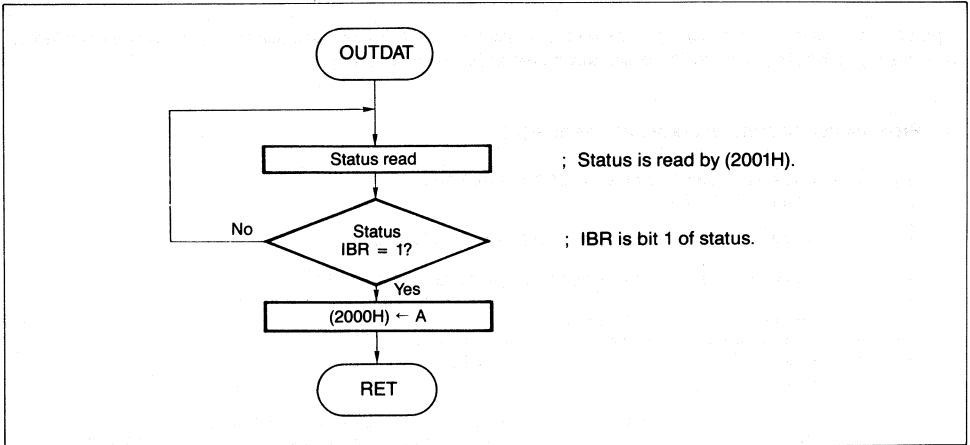 OUTDAT
Status read
; Status is read by (2001H).
No
Status
IBR = 1?
; IBR is bit 1 of status.
Yes
(2000H) ← A
RET